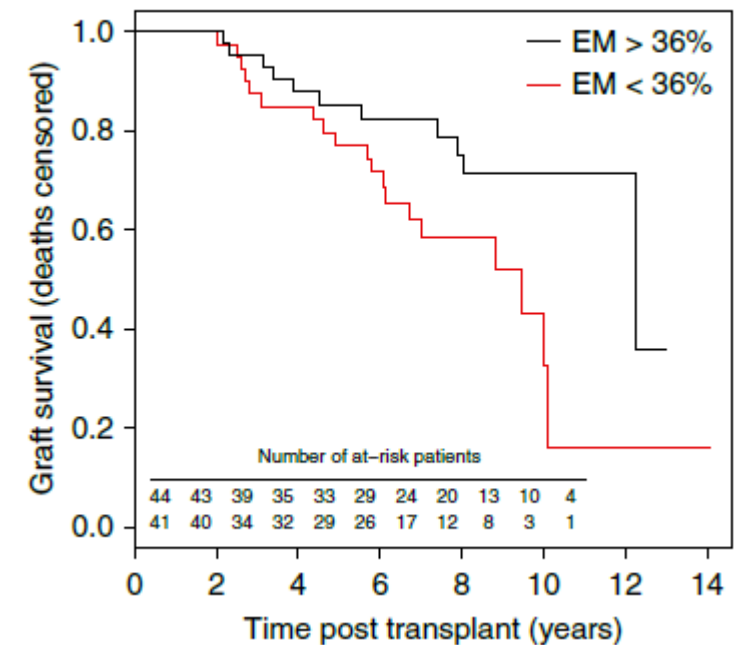 Graft survival (deaths censored)
1.0
0.8
0.6
0.4
0.2
0.0
EM > 36%
EM < 36%
Number of at–risk patients
44 43 39 35 33 29 24 20 13 10 4
41 40 34 32 29 26 17 12 8 3 1
0 2 4 6 8 10 12 14
Time post transplant (years)